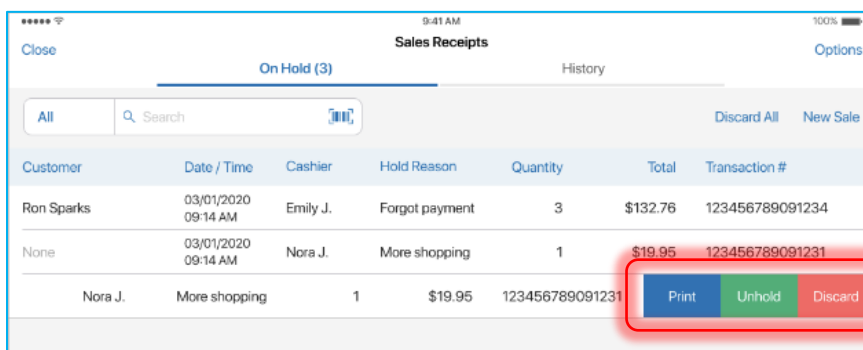 9:41 AM 100%
Close Sales Receipts Options
On Hold (3) History
All Search Discard All New Sale
Customer Date / Time Cashier Hold Reason Quantity Total Transaction #
Ron Sparks 03/01/2020 09:14 AM Emily J. Forgot payment 3 $132.76 123456789091234
None 03/01/2020 09:14 AM Nora J. More shopping 1 $19.95 123456789091231
Nora J. More shopping 1 $19.95 123456789091231 Print Unhold Discard